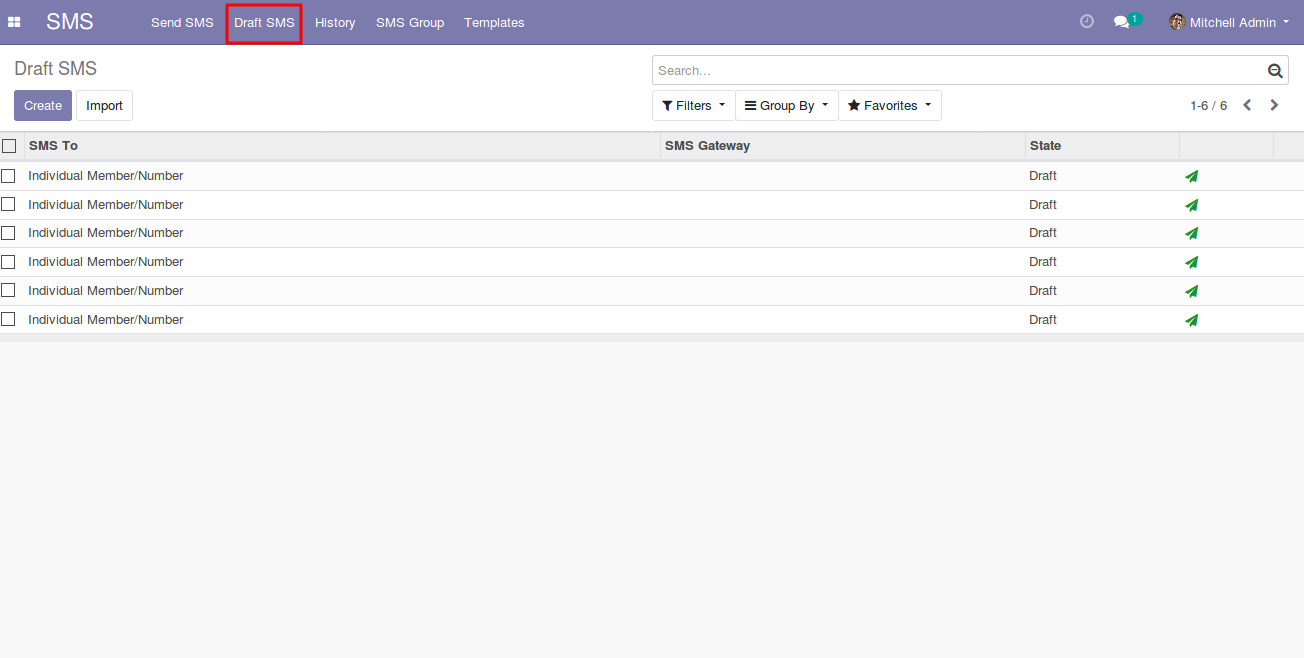 SMS Send SMS Draft SMS History SMS Group Templates 1 Mitchell Admin
Draft SMS Search...
Create Import Filters Group By Favorites 1-6 / 6
SMS To SMS Gateway State
Individual Member/Number Draft
Individual Member/Number Draft
Individual Member/Number Draft
Individual Member/Number Draft
Individual Member/Number Draft
Individual Member/Number Draft